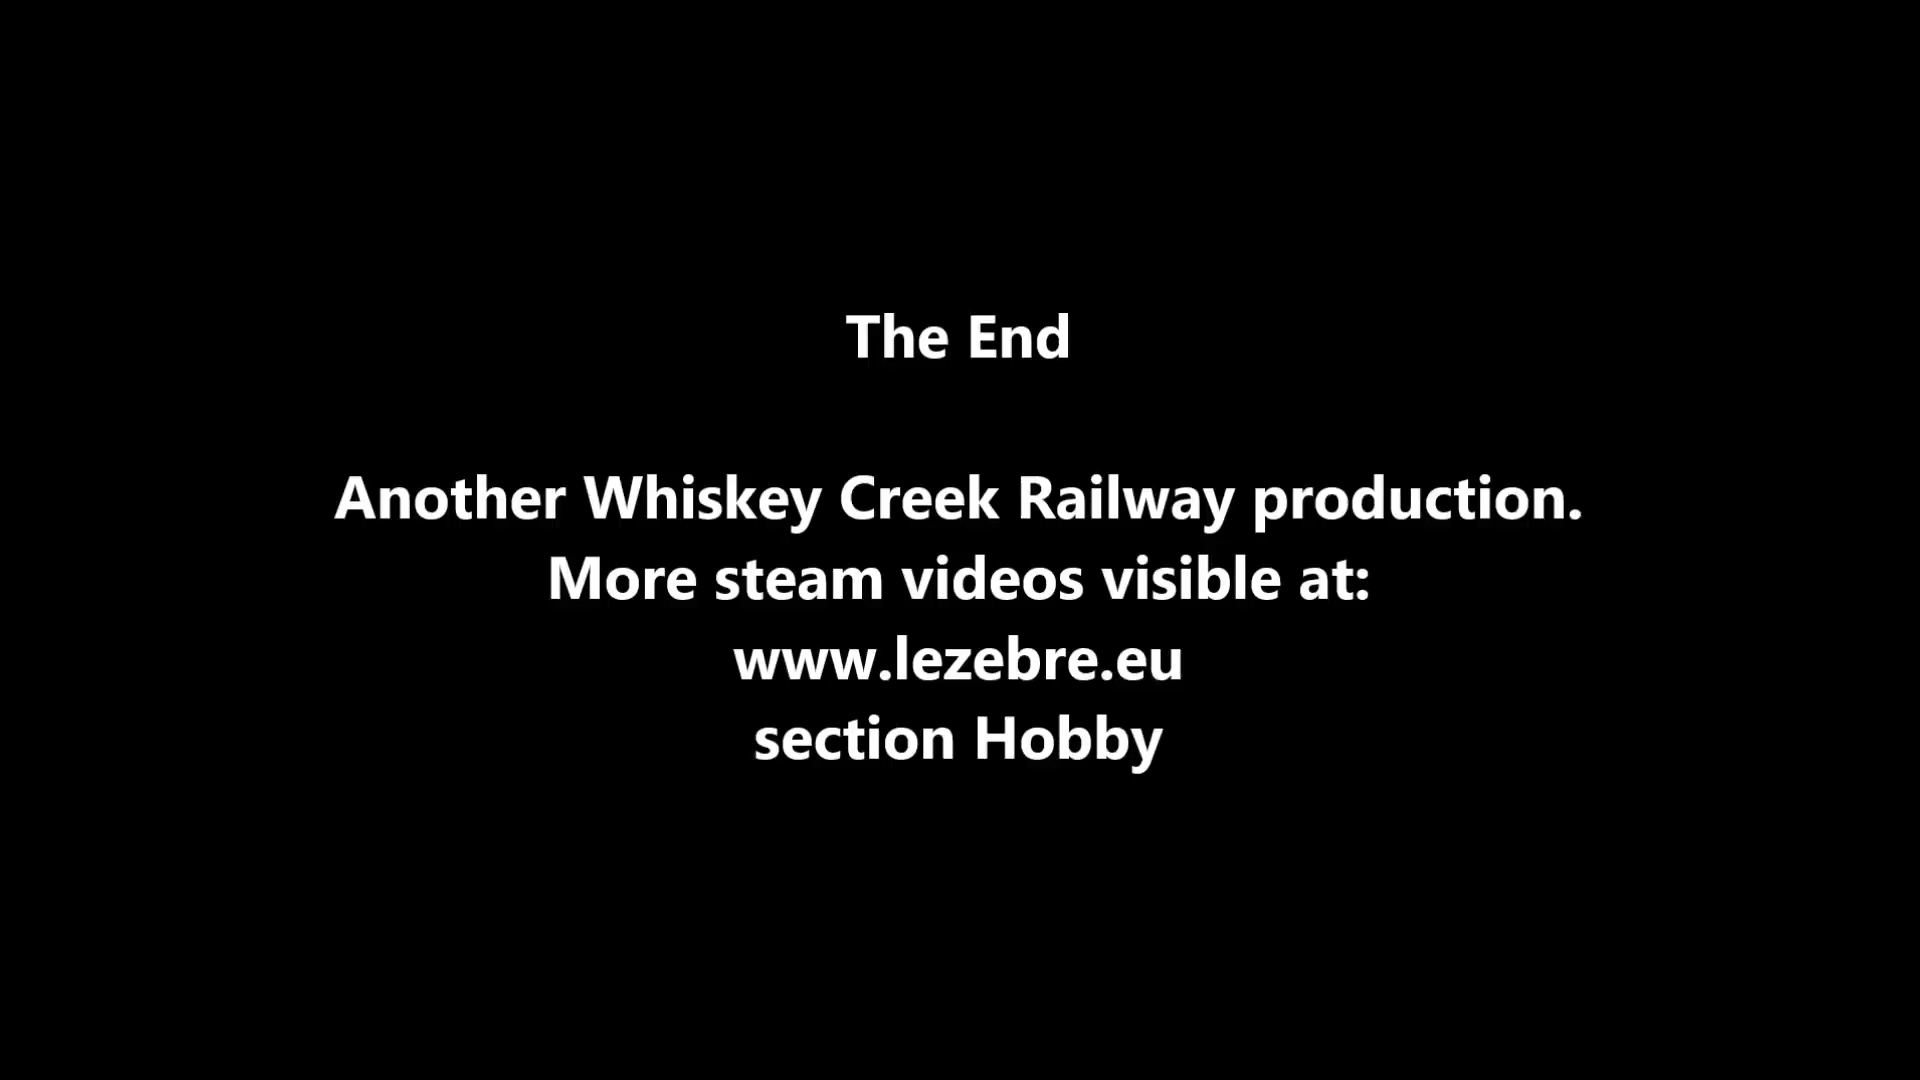 The End
Another Whiskey Creek Railway production.
More steam videos visible at:
www.lezebre.eu
section Hobby